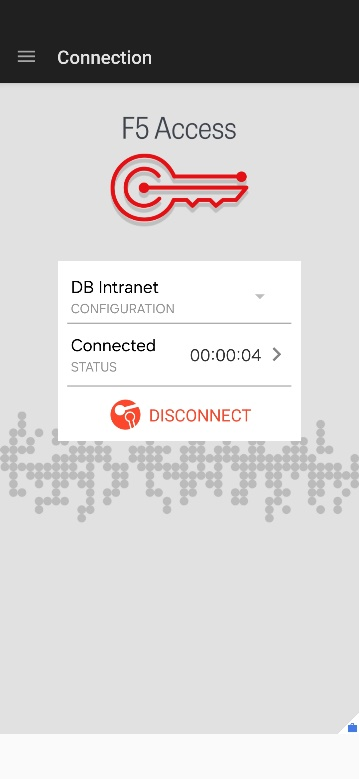 Connection
F5 Access
DB Intranet
CONFIGURATION
Connected
00:00:04
STATUS
DISCONNECT